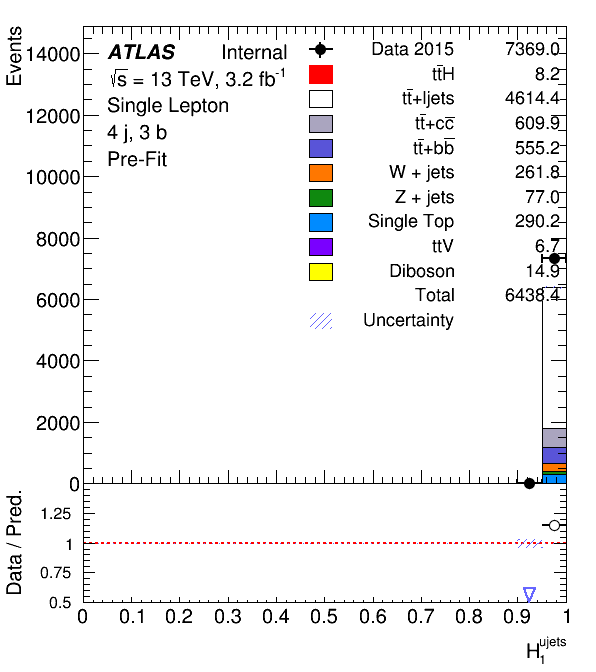 Events
14000
12000
10000
8000
6000
4000
2000
0
ATLAS Internal
√s = 13 TeV, 3.2 fb⁻¹
Single Lepton
4 j, 3 b
Pre-Fit
Data 2015 7369.0
tt̄H 8.2
tt̄+ljets 4614.4
tt̄+cc̄ 609.9
tt̄+bb̄ 555.2
W + jets 261.8
Z + jets 77.0
Single Top 290.2
ttV 6.7
Diboson 14.9
Total 6438.4
Uncertainty
Data / Pred.
1.25
1
0.75
0.5
0 0.1 0.2 0.3 0.4 0.5 0.6 0.7 0.8 0.9 1
H₁ᵘʲᵉᵗˢ